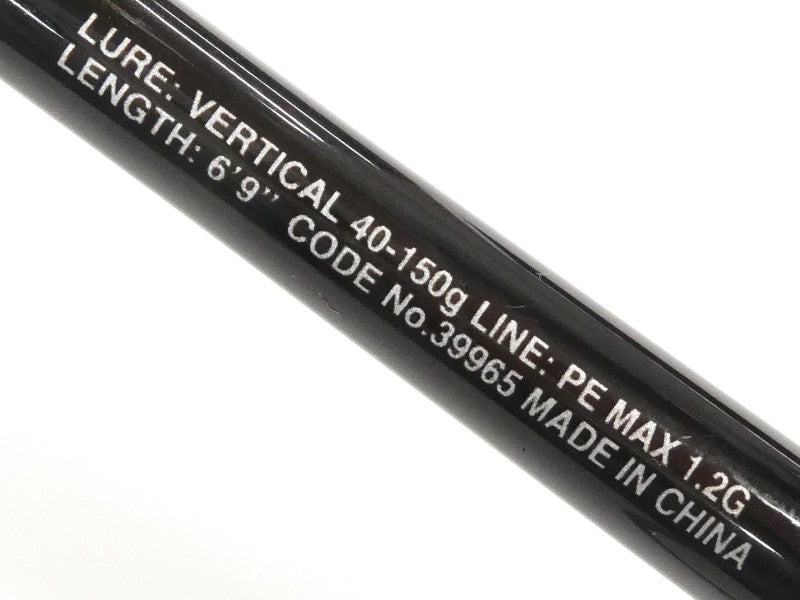 LURE: VERTICAL 40-150g LINE: PE MAX 1.2G
LENGTH: 6'9" CODE No.39965 MADE IN CHINA